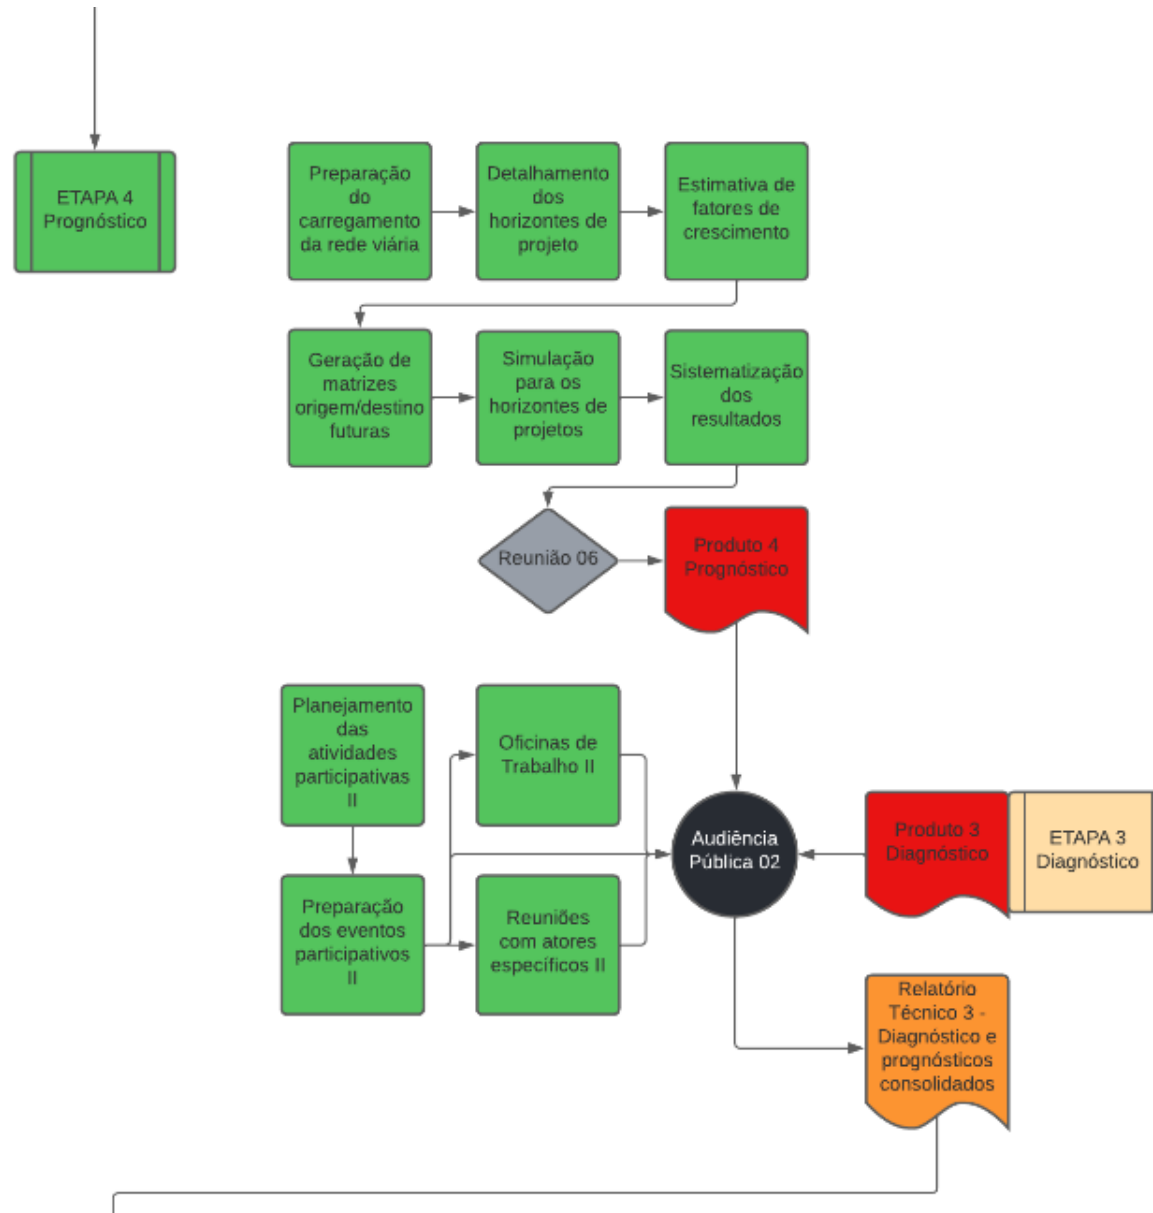 ETAPA 4
Prognóstico
Preparação
do
carregamento
da rede viária
Detalhamento
dos
horizontes de
projeto
Estimativa de
fatores de
crescimento
Geração de
matrizes
origem/destino
futuras
Simulação
para os
horizontes de
projetos
Sistematização
dos
resultados
Reunião 06
Produto 4
Prognóstico
Planejamento
das
atividades
participativas
II
Oficinas de
Trabalho II
Audiência
Pública 02
Produto 3
Diagnóstico
ETAPA 3
Diagnóstico
Preparação
dos eventos
participativos
II
Reuniões
com atores
específicos II
Relatório
Técnico 3 -
Diagnóstico e
prognósticos
consolidados